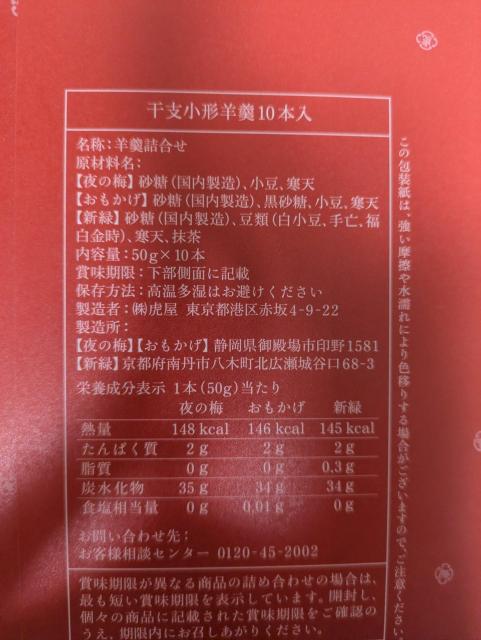 干支小形羊羹10本入
名称：羊羹詰合せ
原材料名：
【夜の梅】砂糖（国内製造）、小豆、寒天
【おもかげ】砂糖（国内製造）、黒砂糖、小豆、寒天
【新緑】砂糖（国内製造）、豆類（白小豆、手亡、福
白金時）、寒天、抹茶
内容量：50g×10本
賞味期限：下部側面に記載
保存方法：高温多湿はお避けください
製造者：㈱虎屋 東京都港区赤坂4-9-22
製造所：
【夜の梅】【おもかげ】静岡県御殿場市印野1581
【新緑】京都府南丹市八木町北広瀬城谷口68-3
栄養成分表示 1本（50g）当たり
夜の梅 おもかげ 新緑
熱量 148 kcal 146 kcal 145 kcal
たんぱく質 2g 2g 2g
脂質 0g 0g 0.3g
炭水化物 35g 34g 34g
食塩相当量 0g 0.01g 0g
お問い合わせ先：
お客様相談センター 0120-45-2002
賞味期限が異なる商品の詰め合わせの場合は、
最も短い賞味期限を表示しています。開封し、
個々の商品に記載された賞味期限をご確認の
うえ、期限内にお召しあがりください。
この包装紙は、強い摩擦や水濡れにより色移りする場合がございますので、ご注意くださ